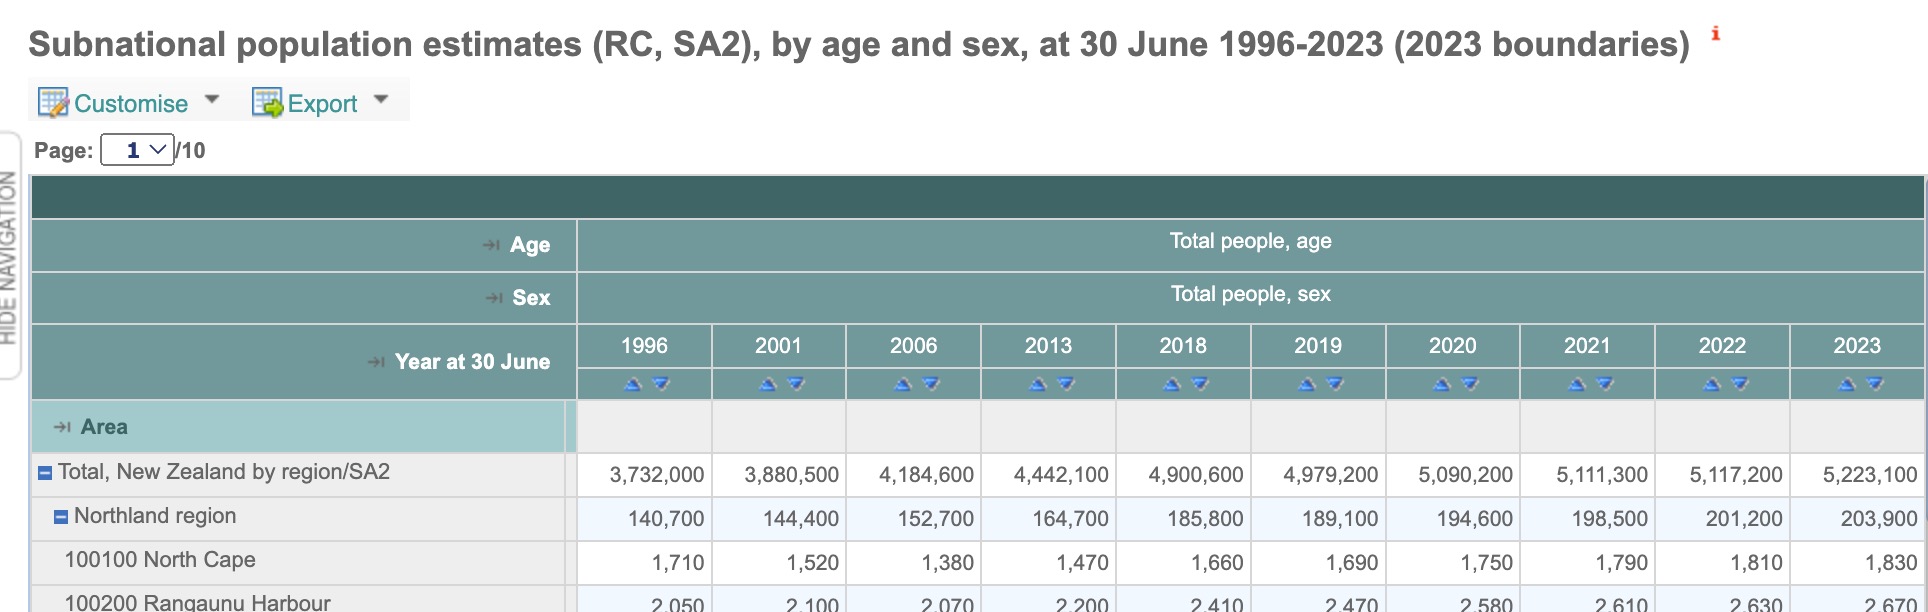 Subnational population estimates (RC, SA2), by age and sex, at 30 June 1996-2023 (2023 boundaries) i
Customise Export
Page: 1 /10
HIDE NAVIGATION
Age Total people, age
Sex Total people, sex
Year at 30 June 1996 2001 2006 2013 2018 2019 2020 2021 2022 2023
Area
Total, New Zealand by region/SA2 3,732,000 3,880,500 4,184,600 4,442,100 4,900,600 4,979,200 5,090,200 5,111,300 5,117,200 5,223,100
Northland region 140,700 144,400 152,700 164,700 185,800 189,100 194,600 198,500 201,200 203,900
100100 North Cape 1,710 1,520 1,380 1,470 1,660 1,690 1,750 1,790 1,810 1,830
100200 Rangaunu Harbour 2,050 2,100 2,070 2,200 2,410 2,470 2,580 2,610 2,630 2,670